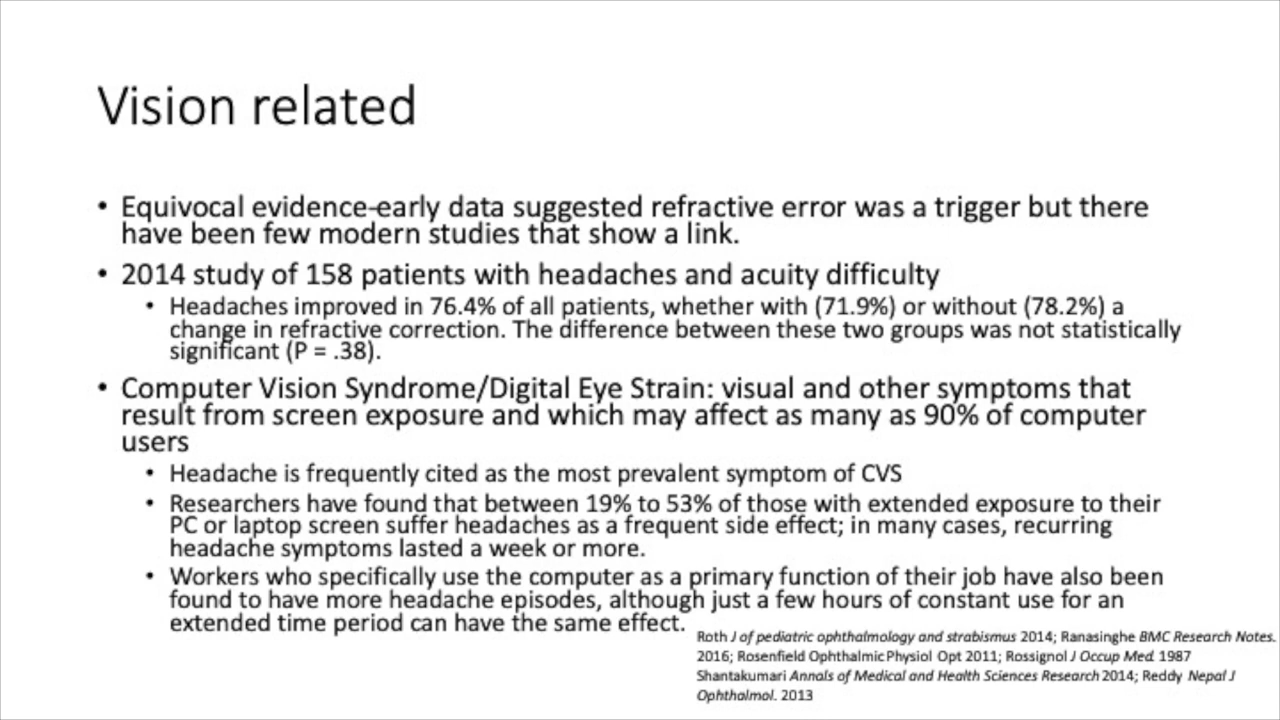 Vision related
• Equivocal evidence-early data suggested refractive error was a trigger but there
have been few modern studies that show a link.
• 2014 study of 158 patients with headaches and acuity difficulty
• Headaches improved in 76.4% of all patients, whether with (71.9%) or without (78.2%) a
change in refractive correction. The difference between these two groups was not statistically
significant (P = .38).
• Computer Vision Syndrome/Digital Eye Strain: visual and other symptoms that
result from screen exposure and which may affect as many as 90% of computer
users
• Headache is frequently cited as the most prevalent symptom of CVS
• Researchers have found that between 19% to 53% of those with extended exposure to their
PC or laptop screen suffer headaches as a frequent side effect; in many cases, recurring
headache symptoms lasted a week or more.
• Workers who specifically use the computer as a primary function of their job have also been
found to have more headache episodes, although just a few hours of constant use for an
extended time period can have the same effect.
Roth J of pediatric ophthalmology and strabismus 2014; Ranasinghe BMC Research Notes.
2016; Rosenfield Ophthalmic Physiol Opt 2011; Rossignol J Occup Med. 1987
Shantakumari Annals of Medical and Health Sciences Research 2014; Reddy Nepal J
Ophthalmol. 2013